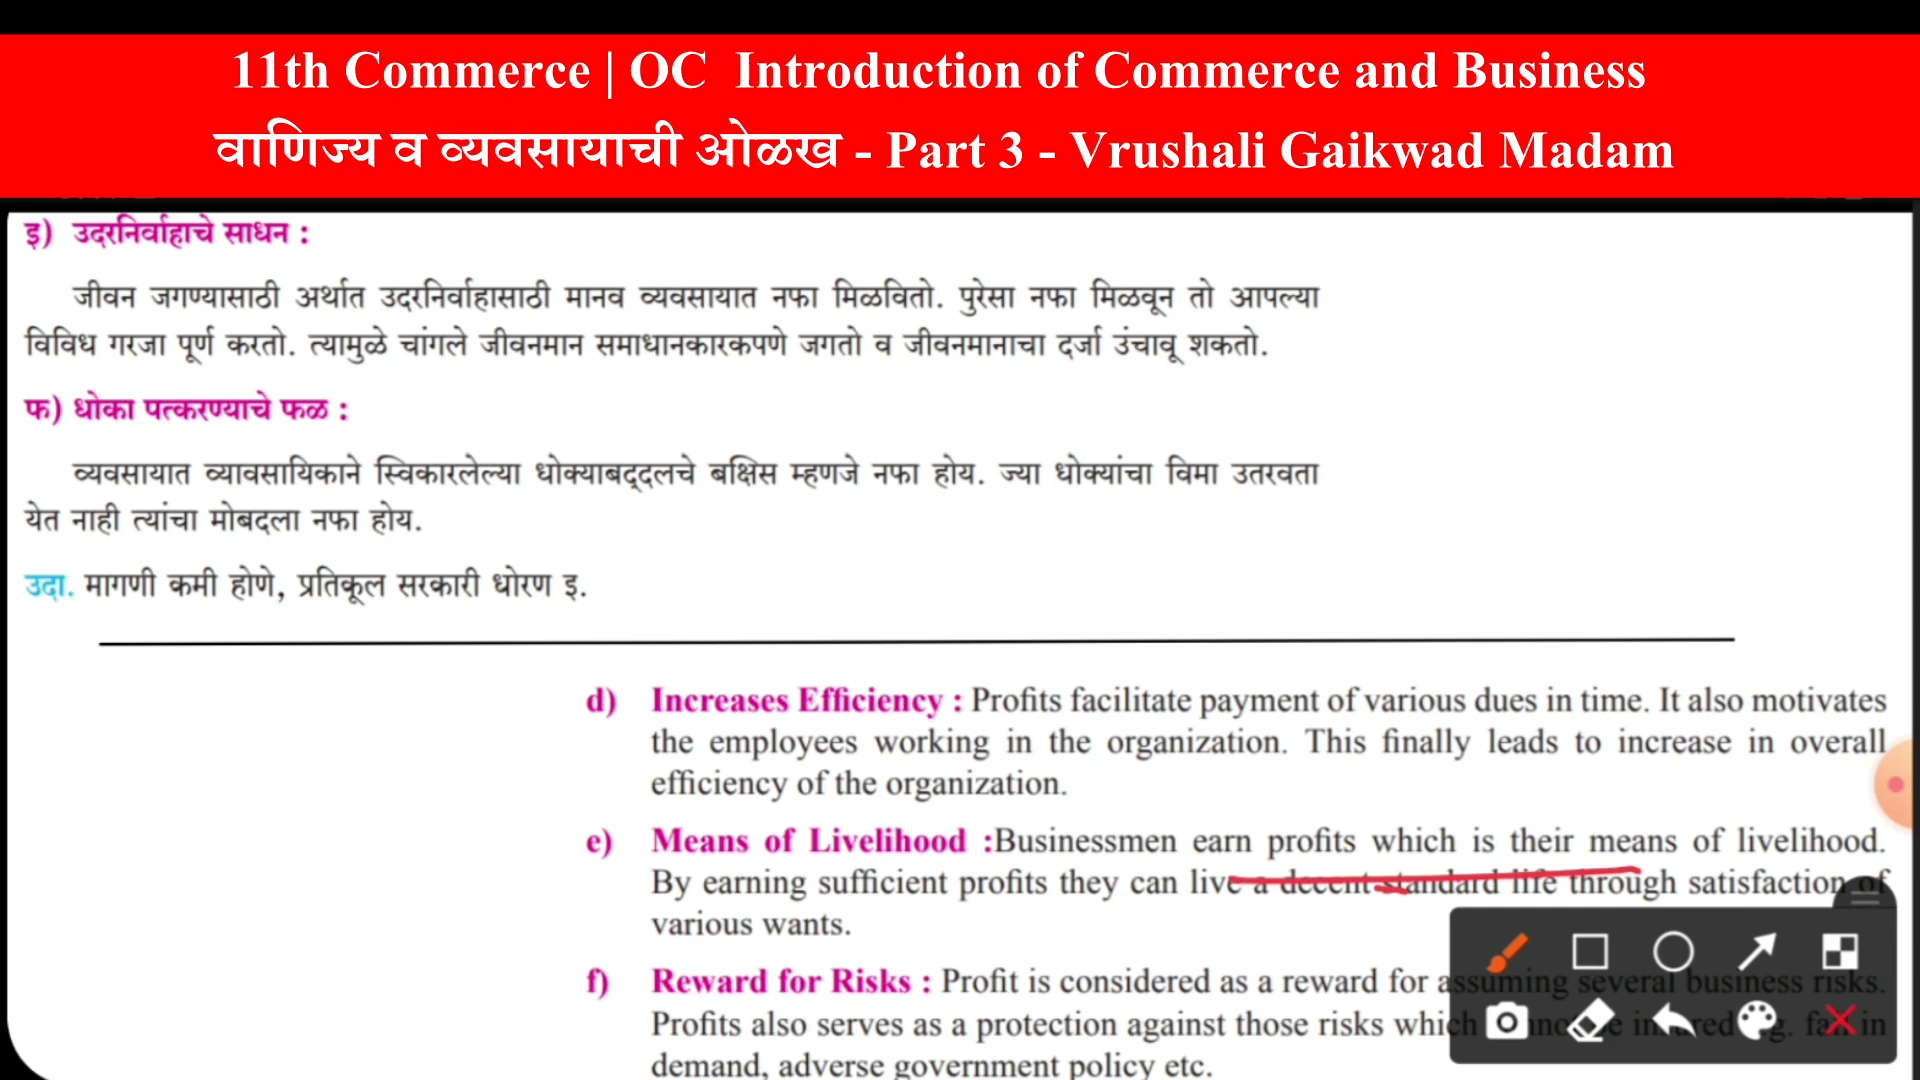 11th Commerce | OC Introduction of Commerce and Business
वाणिज्य व व्यवसायाची ओळख - Part 3 - Vrushali Gaikwad Madam
इ) उदरनिर्वाहाचे साधन :
जीवन जगण्यासाठी अर्थात उदरनिर्वाहासाठी मानव व्यवसायात नफा मिळवितो. पुरेसा नफा मिळवून तो आपल्या
विविध गरजा पूर्ण करतो. त्यामुळे चांगले जीवनमान समाधानकारकपणे जगतो व जीवनमानाचा दर्जा उंचावू शकतो.
फ) धोका पत्करण्याचे फळ :
व्यवसायात व्यावसायिकाने स्विकारलेल्या धोक्याबद्दलचे बक्षिस म्हणजे नफा होय. ज्या धोक्यांचा विमा उतरवता
येत नाही त्यांचा मोबदला नफा होय.
उदा. मागणी कमी होणे, प्रतिकूल सरकारी धोरण इ.
d) Increases Efficiency : Profits facilitate payment of various dues in time. It also motivates
the employees working in the organization. This finally leads to increase in overall
efficiency of the organization.
e) Means of Livelihood :Businessmen earn profits which is their means of livelihood.
By earning sufficient profits they can live a decent standard life through satisfaction of
various wants.
f) Reward for Risks : Profit is considered as a reward for assuming several business risks.
Profits also serves as a protection against those risks which in
demand, adverse government policy etc.